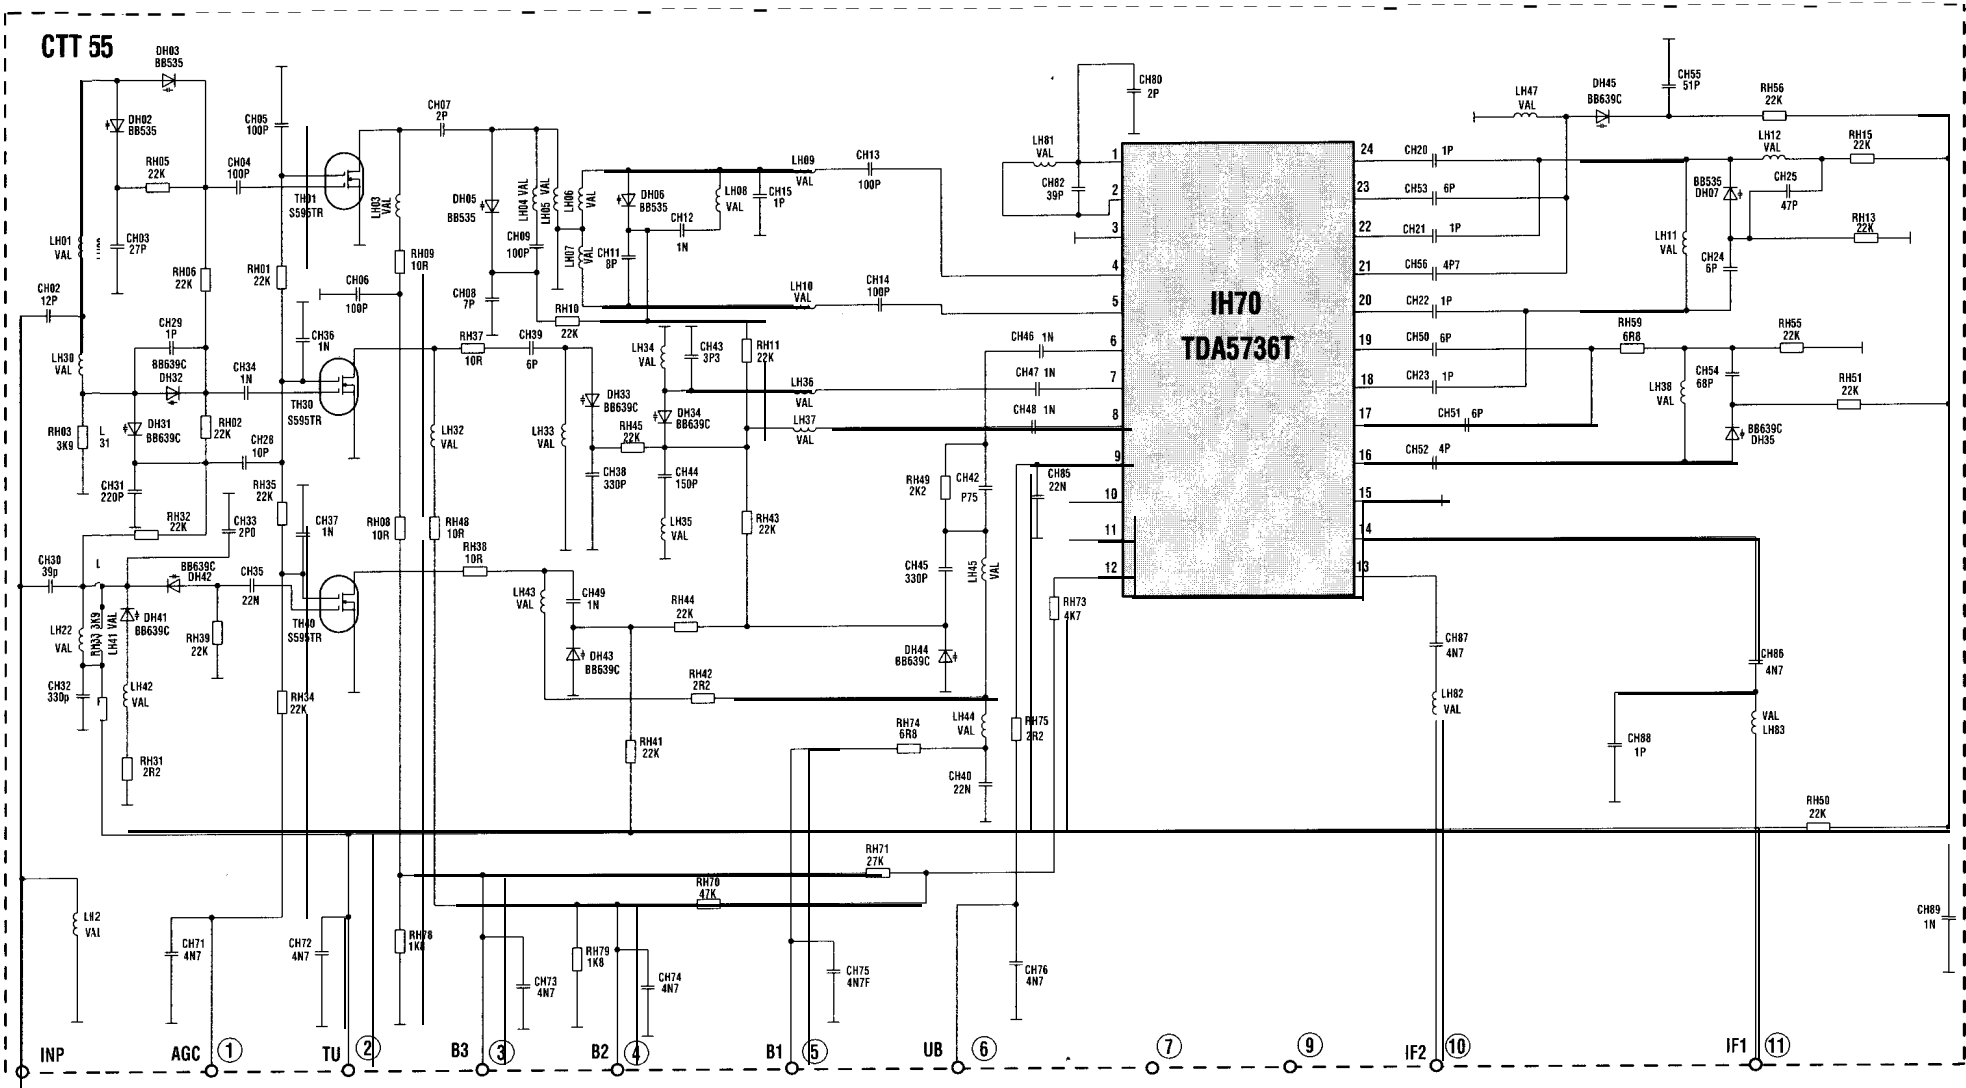 CTT 55
DH03
BB535
DH02
BB535
RH05
22K
CH04
100P
CH05
100P
TH01
S595TR
CH03
27P
LH01
VAL
RH06
22K
RH01
22K
CH02
12P
CH29
1P
LH30
VAL
BB639C
DH32
CH34
1N
CH36
1N
TH30
S595TR
RH03
3K9
L
31
DH31
BB639C
RH02
22K
CH28
10P
CH31
220P
RH35
22K
RH32
22K
CH33
2P0
CH37
1N
CH30
39p
L
BB639C
DH42
CH35
22N
TH40
S595TR
LH22
VAL
RH33 3K9
LH41 VAL
DH41
BB639C
RH39
22K
CH32
330p
LH42
VAL
RH34
22K
RH31
2R2
CH07
2P
LH03
VAL
RH09
10R
CH06
100P
DH05
BB535
LH04 VAL
LH05 VAL
LH06
VAL
CH09
100P
LH07
VAL
CH08
7P
RH10
22K
DH06
BB535
CH12
1N
CH11
8P
LH08
VAL
CH15
1P
LH09
VAL
CH13
100P
LH10
VAL
CH14
100P
RH37
10R
CH39
6P
LH34
VAL
CH43
3P3
RH11
22K
LH36
VAL
LH37
VAL
DH33
BB639C
DH34
BB639C
LH32
VAL
LH33
VAL
RH45
22K
CH38
330P
CH44
150P
RH08
10R
RH48
10R
LH35
VAL
RH43
22K
RH38
10R
LH43
VAL
CH49
1N
RH44
22K
DH43
BB639C
RH42
2R2
RH41
22K
CH80
2P
LH81
VAL
CH82
39P
CH46 1N
CH47 1N
CH48 1N
RH49
2K2
CH42
P75
CH85
22N
CH45
330P
LH45
VAL
DH44
BB639C
RH73
4K7
LH44
VAL
RH75
2R2
RH74
6R8
CH40
22N
1
2
3
4
5
6
7
8
9
10
11
12
IH70
TDA5736T
24
23
22
21
20
19
18
17
16
15
14
13
LH47
VAL
DH45
BB639C
CH55
51P
RH56
22K
CH20 1P
CH53 6P
CH21 1P
CH56 4P7
CH22 1P
CH50 6P
CH23 1P
CH51 6P
CH52 4P
LH12
VAL
RH15
22K
BB535
DH07
CH25
47P
RH13
22K
LH11
VAL
CH24
6P
RH59
6R8
RH55
22K
LH38
VAL
CH54
68P
RH51
22K
BB639C
DH35
CH87
4N7
LH82
VAL
CH86
4N7
VAL
LH83
CH88
1P
RH50
22K
RH71
27K
RH70
47K
LH2
VAL
CH71
4N7
CH72
4N7
RH78
1K8
CH73
4N7
RH79
1K8
CH74
4N7
CH75
4N7F
CH76
4N7
CH89
1N
INP
AGC 1
TU 2
B3 3
B2 4
B1 5
UB 6
7
9
IF2 10
IF1 11